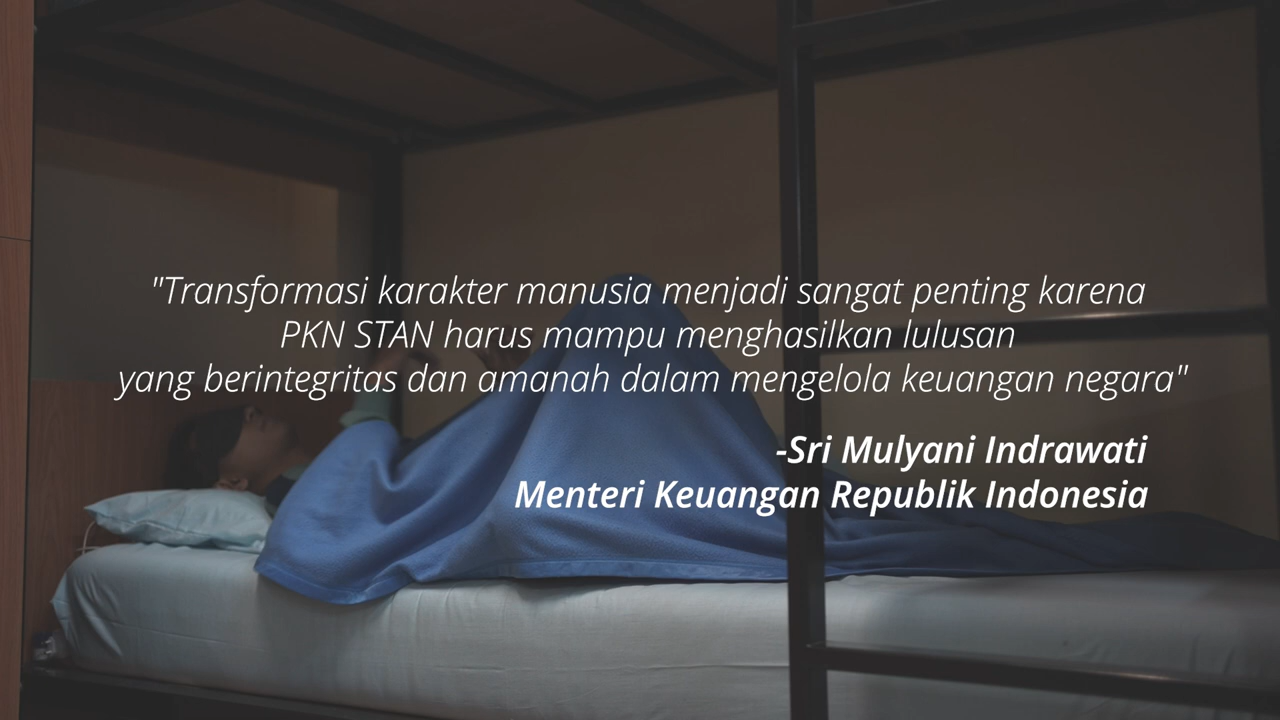 "Transformasi karakter manusia menjadi sangat penting karena
PKN STAN harus mampu menghasilkan lulusan
yang berintegritas dan amanah dalam mengelola keuangan negara"
-Sri Mulyani Indrawati
Menteri Keuangan Republik Indonesia